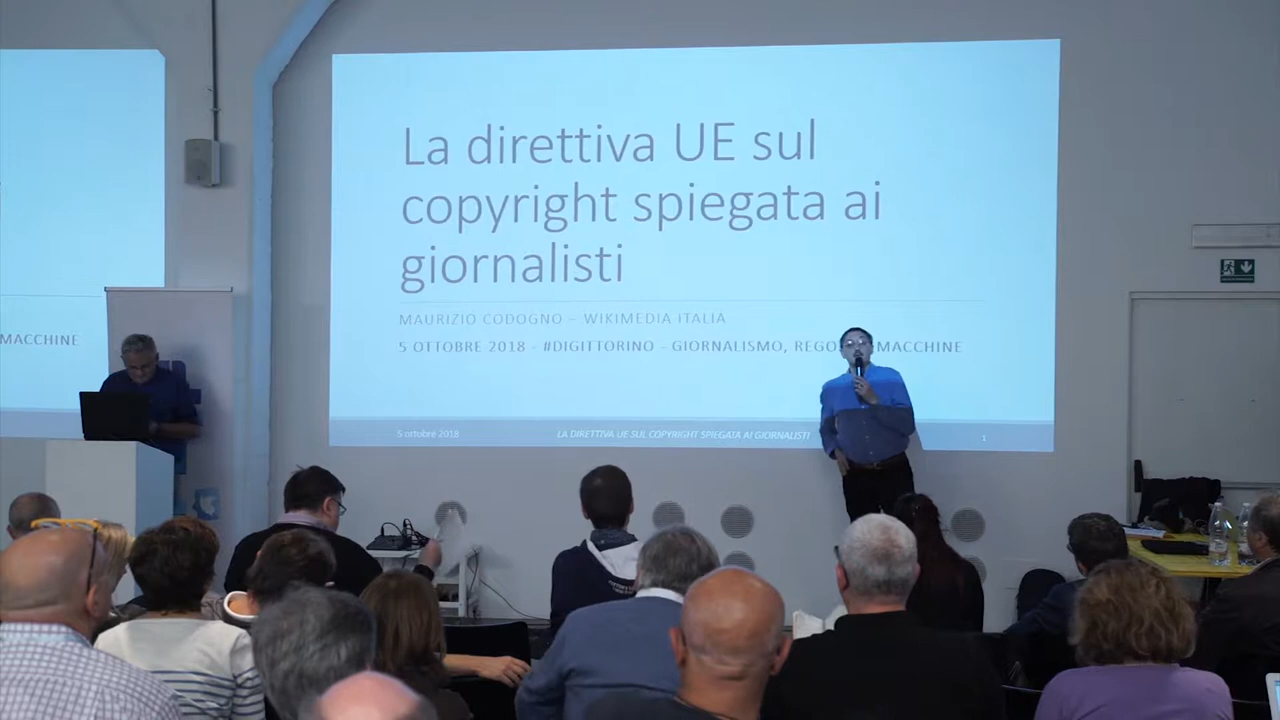 La direttiva UE sul
copyright spiegata ai
giornalisti
MAURIZIO CODOGNO – WIKIMEDIA ITALIA
5 OTTOBRE 2018 - #DIGITTORINO – GIORNALISMO, MACCHINE
5 ottobre 2018 LA DIRETTIVA UE SUL COPYRIGHT SPIEGATA AI GIORNALISTI 1
MACCHINE